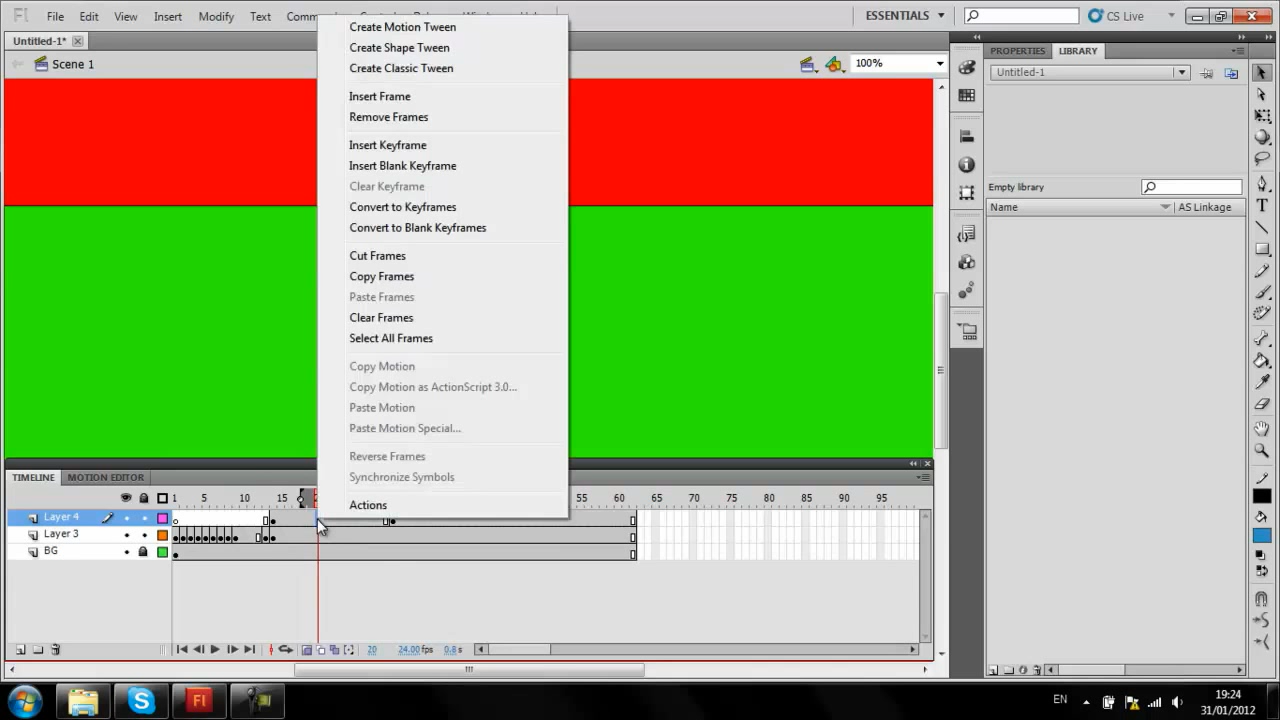 File Edit View Insert Modify Text
ESSENTIALS
CS Live
Untitled-1*
Scene 1
100%
Create Motion Tween
Create Shape Tween
Create Classic Tween
Insert Frame
Remove Frames
Insert Keyframe
Insert Blank Keyframe
Clear Keyframe
Convert to Keyframes
Convert to Blank Keyframes
Cut Frames
Copy Frames
Paste Frames
Clear Frames
Select All Frames
Copy Motion
Copy Motion as ActionScript 3.0...
Paste Motion
Paste Motion Special...
Reverse Frames
Synchronize Symbols
Actions
PROPERTIES LIBRARY
Untitled-1
Empty library
Name AS Linkage
TIMELINE MOTION EDITOR
1 5 10 15 55 60 65 70 75 80 85 90 95
Layer 4
Layer 3
BG
20 24.00 fps 0.8 s
Fl
EN
19:24
31/01/2012